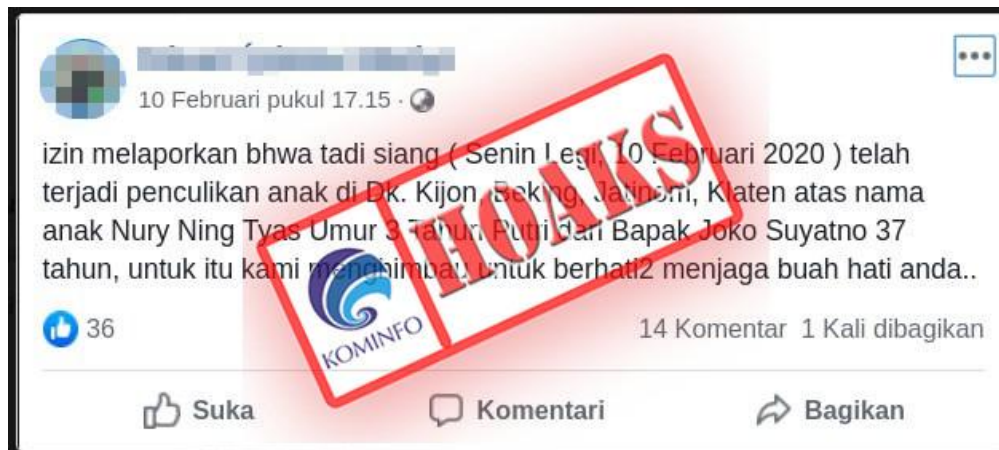 10 Februari pukul 17.15 ·
izin melaporkan bhwa tadi siang ( Senin Legi, 10 Februari 2020 ) telah
terjadi penculikan anak di Dk. Kijon, Beking, Jatinom, Klaten atas nama
anak Nury Ning Tyas Umur 3 Tahun Putri dari Bapak Joko Suyatno 37
tahun, untuk itu kami menghimbau untuk berhati2 menjaga buah hati anda..
HOAKS
KOMINFO
36 14 Komentar 1 Kali dibagikan
Suka Komentari Bagikan